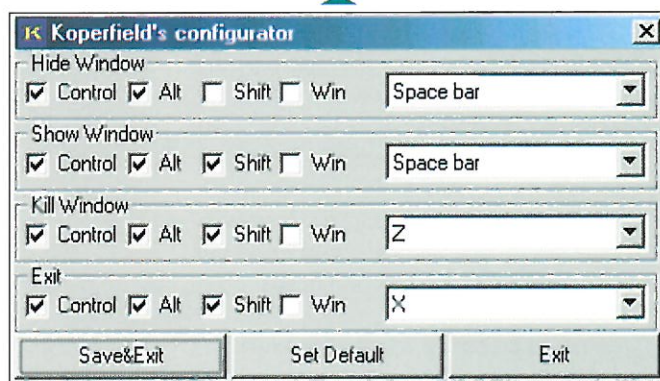 K Koperfield's configurator
Hide Window
Control Alt Shift Win Space bar
Show Window
Control Alt Shift Win Space bar
Kill Window
Control Alt Shift Win Z
Exit
Control Alt Shift Win X
Save&Exit Set Default Exit